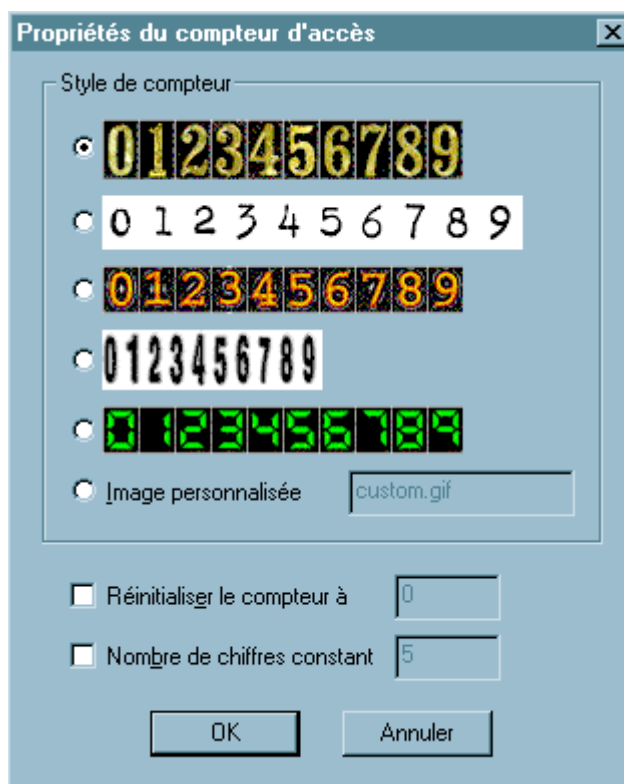 Propriétés du compteur d'accès
Style de compteur
0123456789
0 1 2 3 4 5 6 7 8 9
0123456789
0123456789
0123456789
Image personnalisée custom.gif
Réinitialiser le compteur à 0
Nombre de chiffres constant 5
OK Annuler